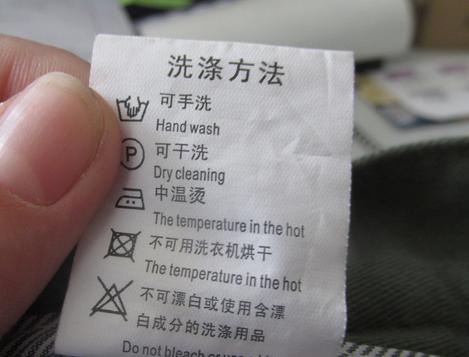 洗涤方法
可手洗
Hand wash
P
可干洗
Dry cleaning
中温烫
The temperature in the hot
不可用洗衣机烘干
The temperature in the hot
不可漂白或使用含漂
白成分的洗涤用品
Do not bleach or use